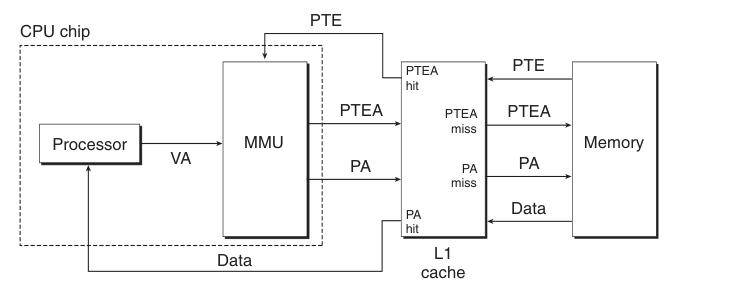 PTE
CPU chip
PTEA
hit
PTE
PTEA
PTEA
miss
PTEA
Processor
VA
MMU
Memory
PA
PA
miss
PA
PA
hit
Data
Data
L1
cache